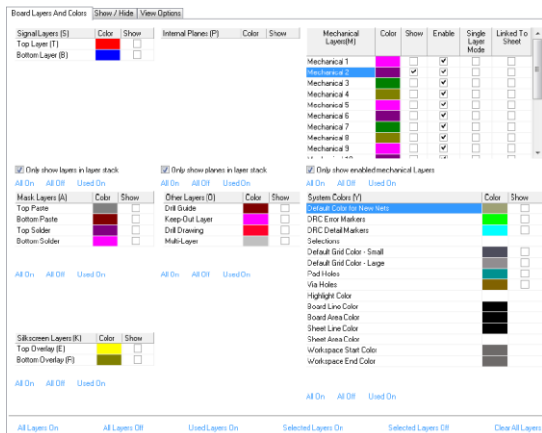 Board Layers And Colors Show / Hide View Options
Signal Layers (S) Color Show
Top Layer (T)
Bottom Layer (B)
Internal Planes (P) Color Show
Mechanical Layers(M) Color Show Enable Single Layer Mode Linked To Sheet
Mechanical 1
Mechanical 2
Mechanical 3
Mechanical 4
Mechanical 5
Mechanical 6
Mechanical 7
Mechanical 8
Mechanical 9
Only show layers in layer stack
All On All Off Used On
Only show planes in layer stack
All On All Off Used On
Only show enabled mechanical Layers
All On All Off Used On
Mask Layers (A) Color Show
Top Paste
Bottom Paste
Top Solder
Bottom Solder
All On All Off Used On
Other Layers (O) Color Show
Drill Guide
Keep-Out Layer
Drill Drawing
Multi-Layer
All On All Off Used On
System Colors (Y) Color Show
Default Color for New Nets
DRC Error Markers
DRC Detail Markers
Selections
Default Grid Color - Small
Default Grid Color - Large
Pad Holes
Via Holes
Highlight Color
Board Line Color
Board Area Color
Sheet Line Color
Sheet Area Color
Workspace Start Color
Workspace End Color
All On All Off Used On
Silkscreen Layers (K) Color Show
Top Overlay (E)
Bottom Overlay (R)
All On All Off Used On
All Layers On All Layers Off Used Layers On Selected Layers On Selected Layers Off Clear All Layers